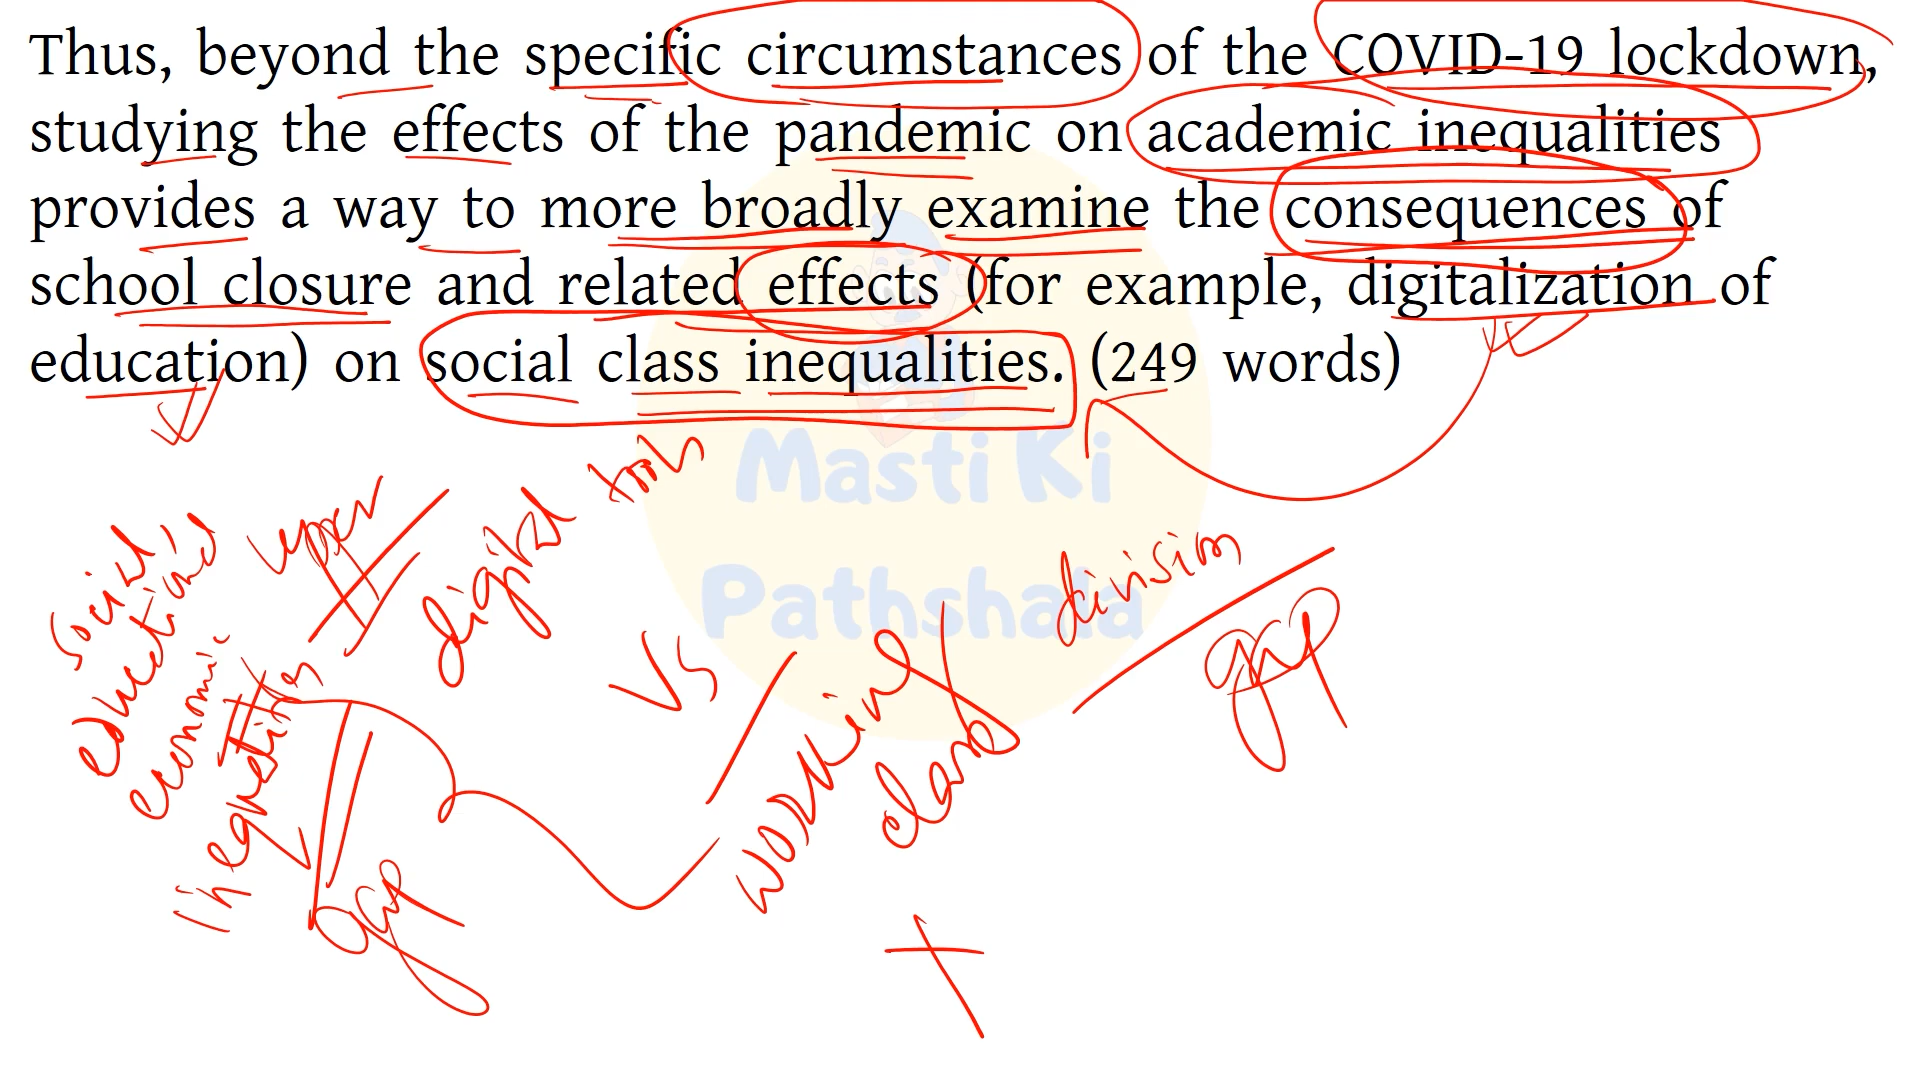 Thus, beyond the specific circumstances of the COVID-19 lockdown,
studying the effects of the pandemic on academic inequalities
provides a way to more broadly examine the consequences of
school closure and related effects (for example, digitalization of
education) on social class inequalities. (249 words)
Masti Ki
Pathshala
social
educational
economic
inequalities
upper
digital tools
gap
Vs
working
class
division
gap